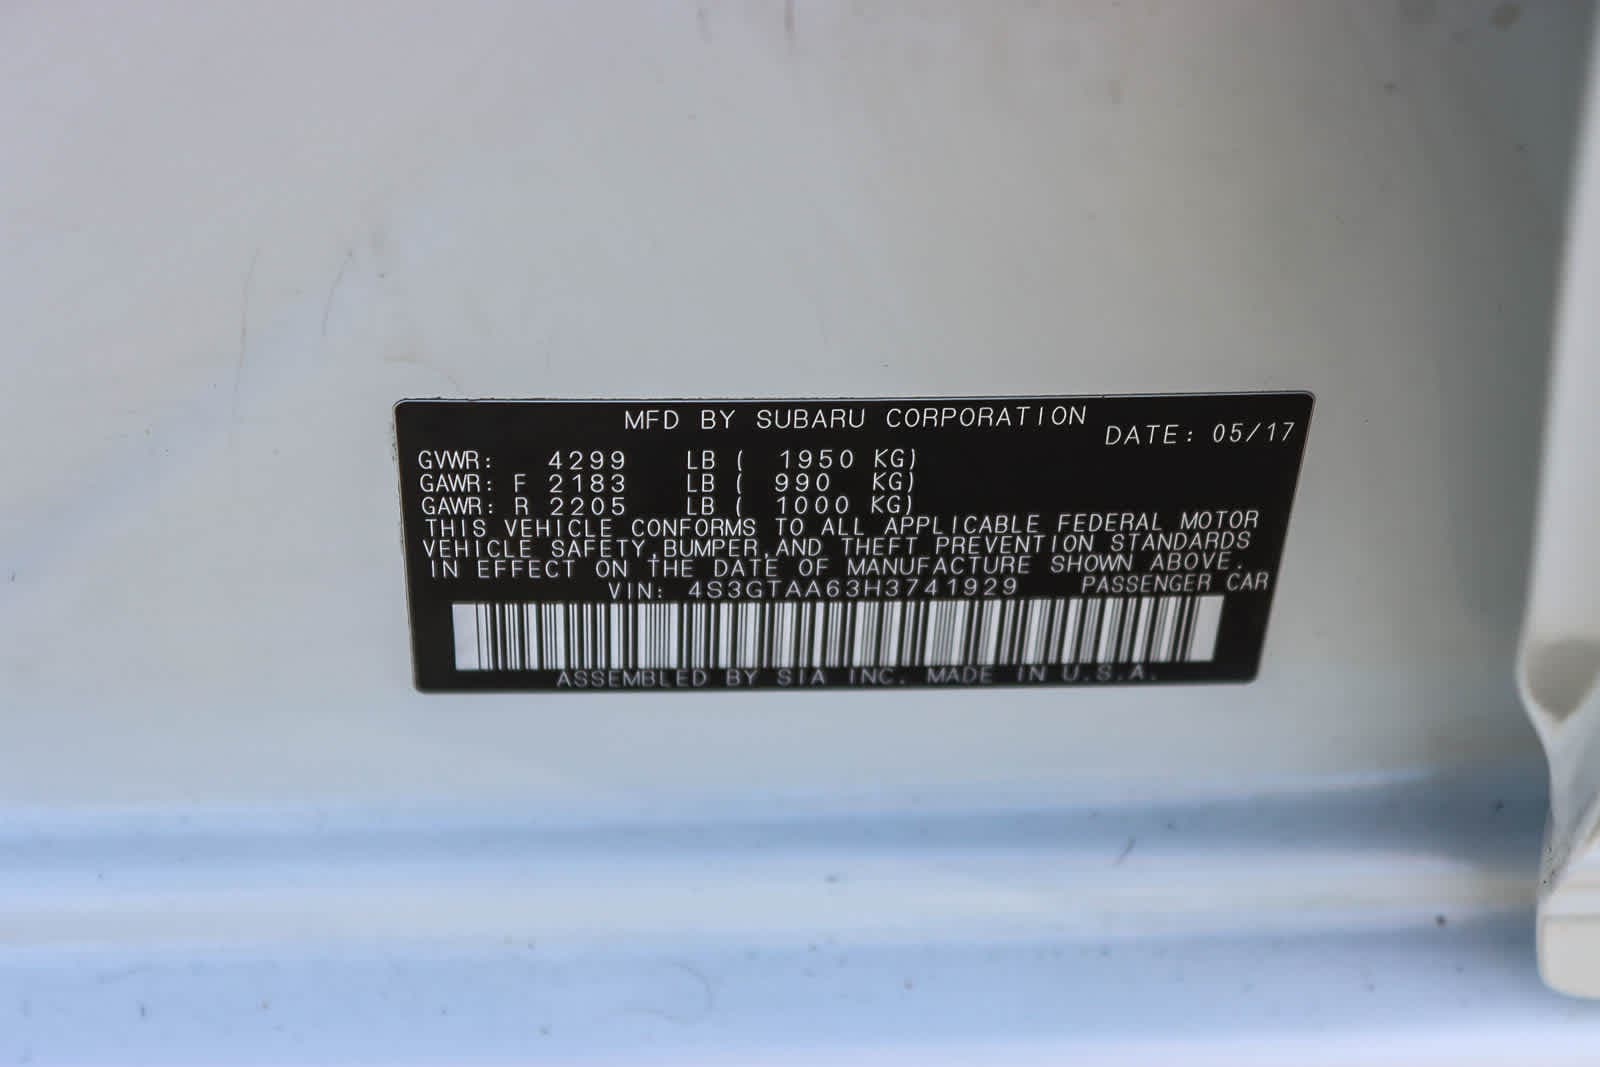 MFD BY SUBARU CORPORATION
DATE: 05/17
GVWR: 4299 LB ( 1950 KG)
GAWR: F 2183 LB ( 990 KG)
GAWR: R 2205 LB ( 1000 KG)
THIS VEHICLE CONFORMS TO ALL APPLICABLE FEDERAL MOTOR
VEHICLE SAFETY,BUMPER,AND THEFT PREVENTION STANDARDS
IN EFFECT ON THE DATE OF MANUFACTURE SHOWN ABOVE.
VIN: 4S3GTAA63H3741929 PASSENGER CAR
ASSEMBLED BY SIA INC. MADE IN U.S.A.